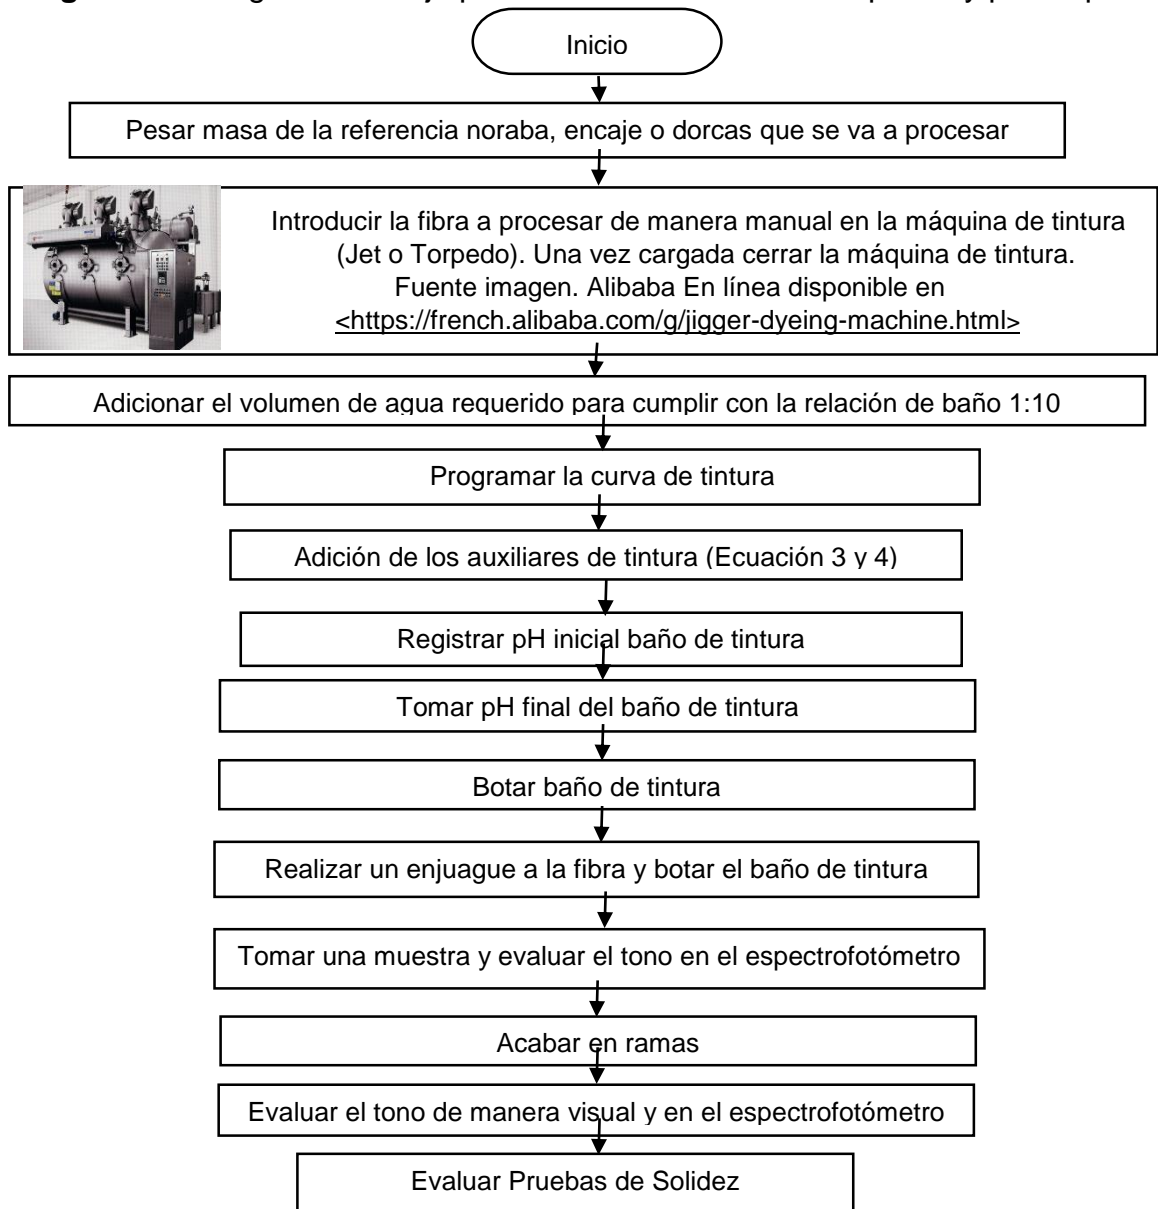 Inicio
Pesar masa de la referencia noraba, encaje o dorcas que se va a procesar
Introducir la fibra a procesar de manera manual en la máquina de tintura
(Jet o Torpedo). Una vez cargada cerrar la máquina de tintura.
Fuente imagen. Alibaba En línea disponible en
<https://french.alibaba.com/g/jigger-dyeing-machine.html>
Adicionar el volumen de agua requerido para cumplir con la relación de baño 1:10
Programar la curva de tintura
Adición de los auxiliares de tintura (Ecuación 3 y 4)
Registrar pH inicial baño de tintura
Tomar pH final del baño de tintura
Botar baño de tintura
Realizar un enjuague a la fibra y botar el baño de tintura
Tomar una muestra y evaluar el tono en el espectrofotómetro
Acabar en ramas
Evaluar el tono de manera visual y en el espectrofotómetro
Evaluar Pruebas de Solidez